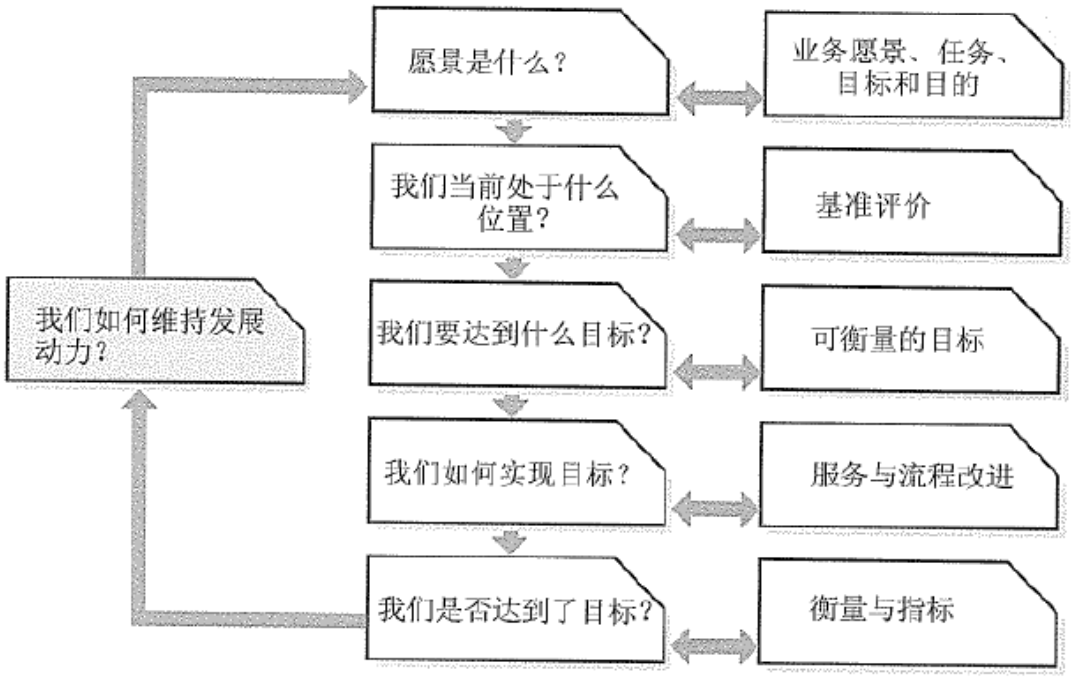 愿景是什么？
业务愿景、任务、
目标和目的
我们当前处于什么
位置？
基准评价
我们如何维持发展
动力？
我们要达到什么目标？
可衡量的目标
我们如何实现目标？
服务与流程改进
我们是否达到了目标？
衡量与指标